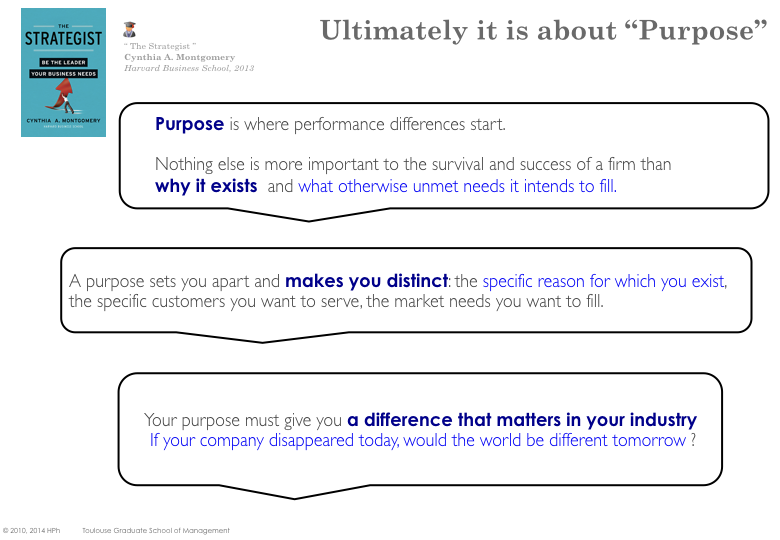 Ultimately it is about “Purpose”
THE
STRATEGIST
BE THE LEADER
YOUR BUSINESS NEEDS
CYNTHIA A. MONTGOMERY
HARVARD BUSINESS SCHOOL
“ The Strategist ”
Cynthia A. Montgomery
Harvard Business School, 2013
Purpose is where performance differences start.
Nothing else is more important to the survival and success of a firm than
why it exists and what otherwise unmet needs it intends to fill.
A purpose sets you apart and makes you distinct: the specific reason for which you exist,
the specific customers you want to serve, the market needs you want to fill.
Your purpose must give you a difference that matters in your industry
If your company disappeared today, would the world be different tomorrow ?
© 2010, 2014 HPh Toulouse Graduate School of Management